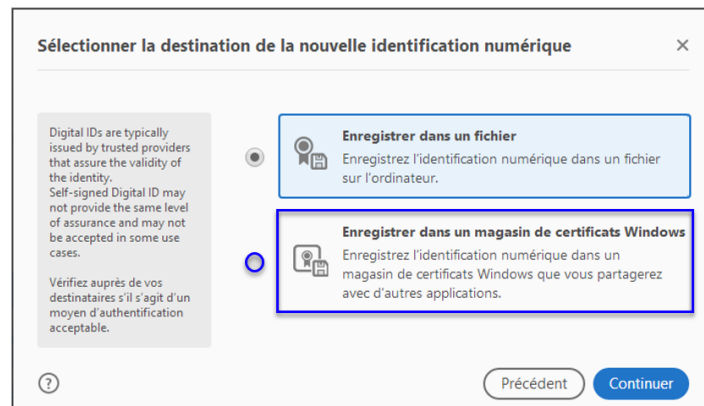 Sélectionner la destination de la nouvelle identification numérique
Digital IDs are typically
issued by trusted providers
that assure the validity of
the identity.
Self-signed Digital ID may
not provide the same level
of assurance and may not
be accepted in some use
cases.
Vérifiez auprès de vos
destinataires s'il s'agit d'un
moyen d'authentification
acceptable.
Enregistrer dans un fichier
Enregistrez l'identification numérique dans un fichier
sur l'ordinateur.
Enregistrer dans un magasin de certificats Windows
Enregistrez l'identification numérique dans un
magasin de certificats Windows que vous partagerez
avec d'autres applications.
Précédent
Continuer